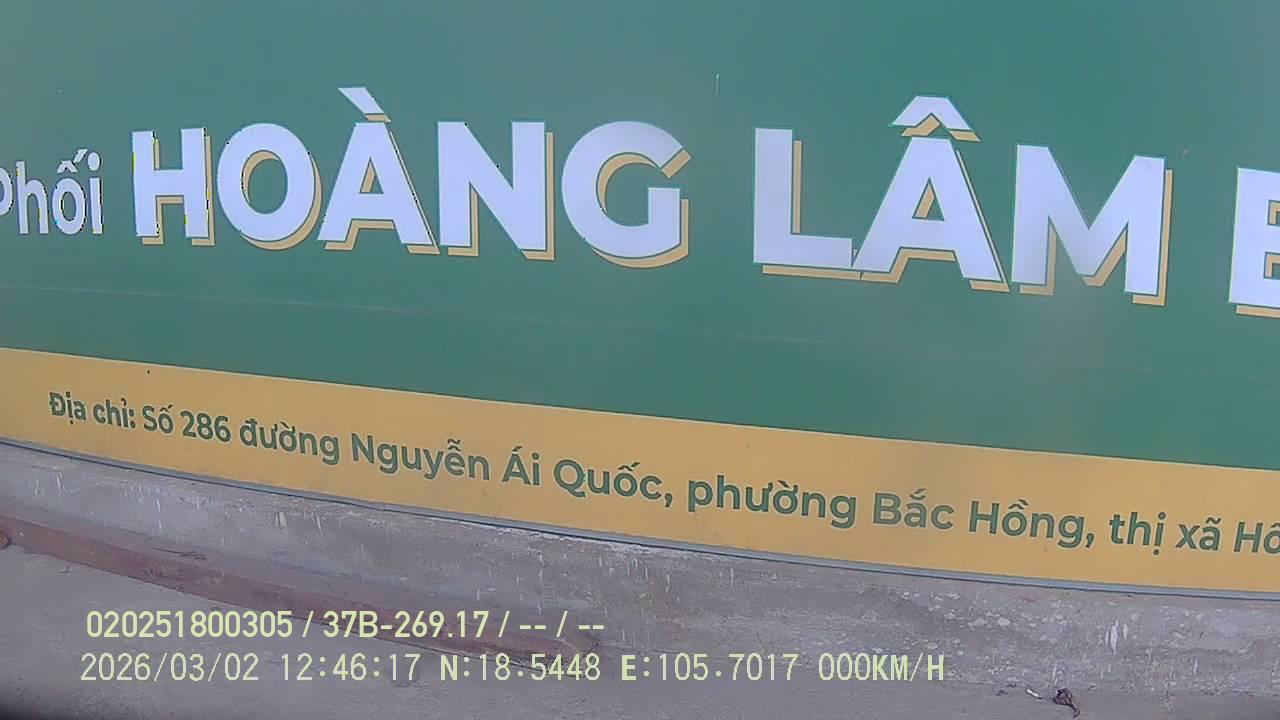 Phối HOÀNG LÂM
Địa chỉ: Số 286 đường Nguyễn Ái Quốc, phường Bắc Hồng, thị xã
020251800305 / 37B-269.17 / -- / --
2026/03/02 12:46:17 N:18.5448 E:105.7017 000KM/H